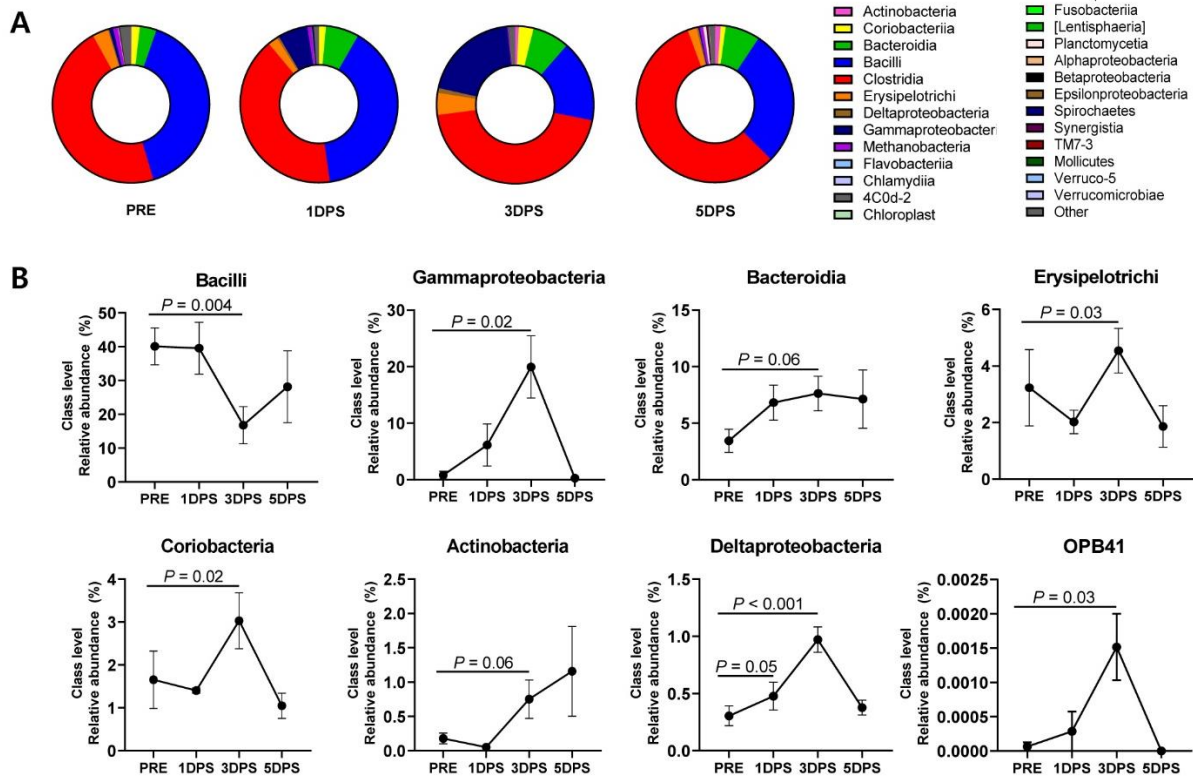 A
PRE
1DPS
3DPS
5DPS
Actinobacteria
Coriobacteriia
Bacteroidia
Bacilli
Clostridia
Erysipelotrichi
Deltaproteobacteria
Gammaproteobacteri
Methanobacteria
Flavobacteriia
Chlamydiia
4C0d-2
Chloroplast
Fusobacteriia
[Lentisphaeria]
Planctomycetia
Alphaproteobacteria
Betaproteobacteria
Epsilonproteobacteria
Spirochaetes
Synergistia
TM7-3
Mollicutes
Verruco-5
Verrucomicrobiae
Other
B
Bacilli
Class level
Relative abundance (%)
50
40
30
20
10
0
P = 0.004
PRE 1DPS 3DPS 5DPS
Gammaproteobacteria
Class level
Relative abundance (%)
30
20
10
0
P = 0.02
PRE 1DPS 3DPS 5DPS
Bacteroidia
Class level
Relative abundance (%)
15
10
5
0
P = 0.06
PRE 1DPS 3DPS 5DPS
Erysipelotrichi
Class level
Relative abundance (%)
6
4
2
0
P = 0.03
PRE 1DPS 3DPS 5DPS
Coriobacteria
Class level
Relative abundance (%)
4
3
2
1
0
P = 0.02
PRE 1DPS 3DPS 5DPS
Actinobacteria
Class level
Relative abundance (%)
2.5
2.0
1.5
1.0
0.5
0.0
P = 0.06
PRE 1DPS 3DPS 5DPS
Deltaproteobacteria
Class level
Relative abundance (%)
1.5
1.0
0.5
0.0
P < 0.001
P = 0.05
PRE 1DPS 3DPS 5DPS
OPB41
Class level
Relative abundance (%)
0.0025
0.0020
0.0015
0.0010
0.0005
0.0000
P = 0.03
PRE 1DPS 3DPS 5DPS